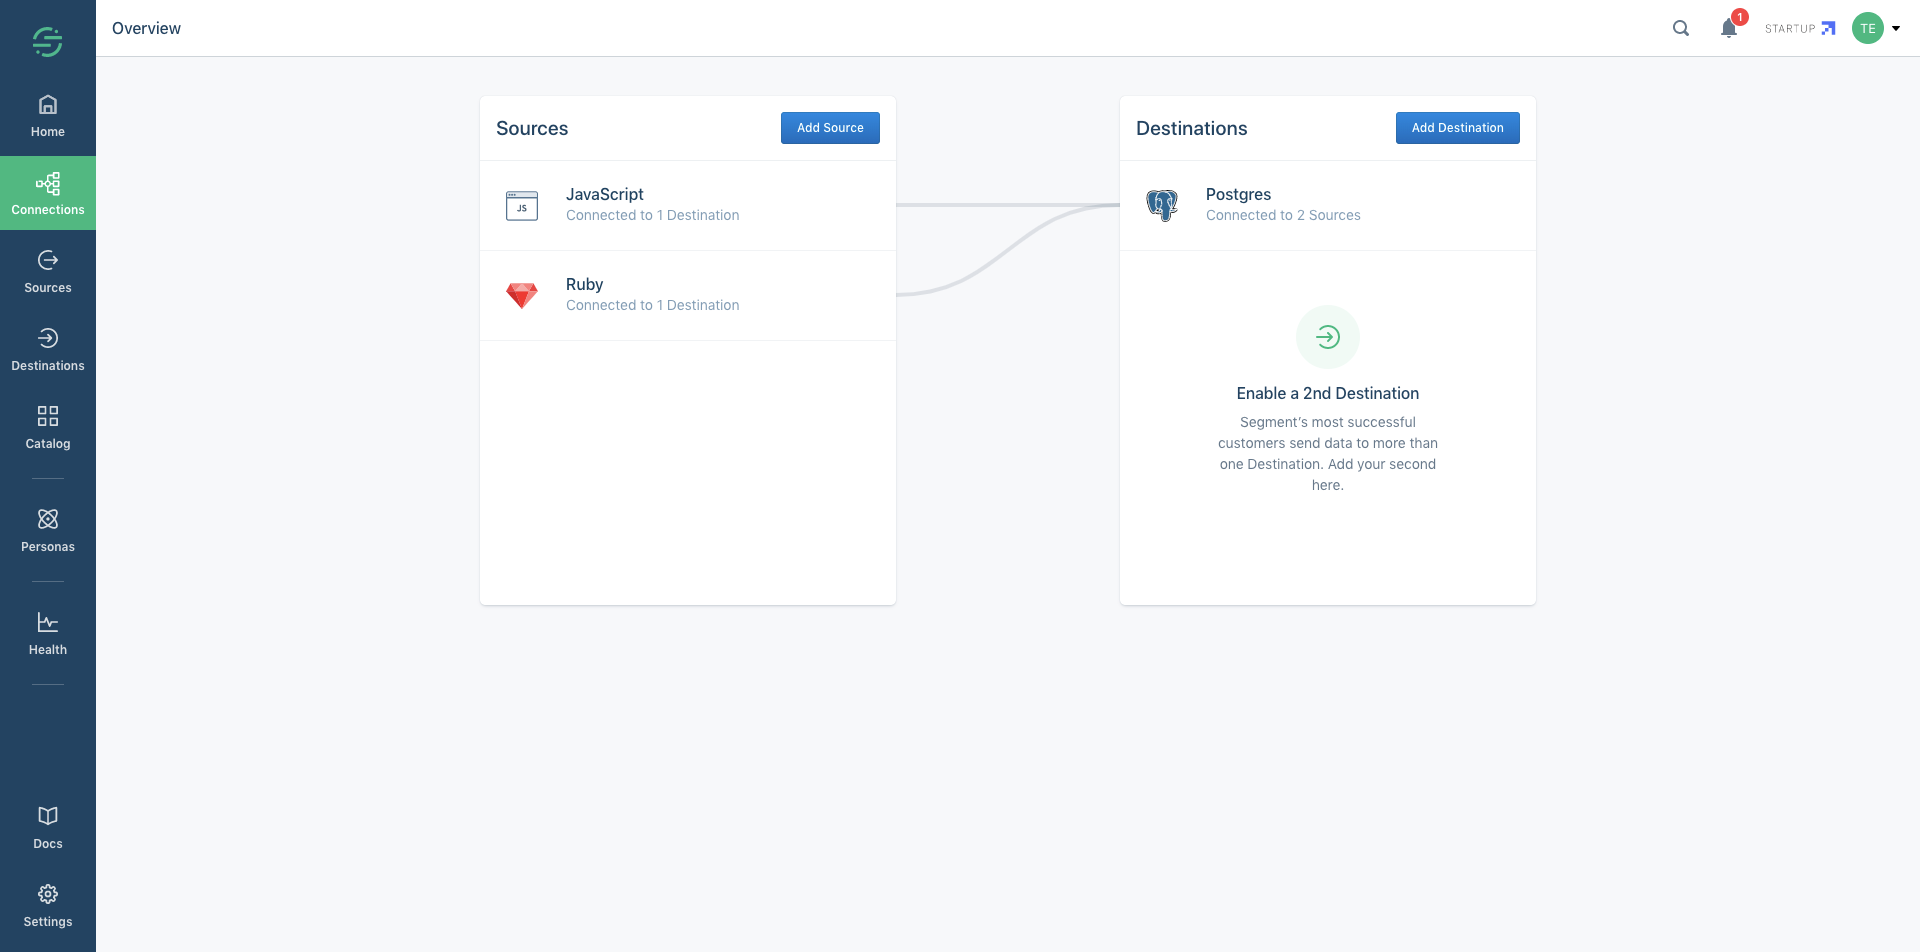 Overview
1
STARTUP
TE
Home
Connections
Sources
Destinations
Catalog
Personas
Health
Docs
Settings
Sources
Add Source
JS
JavaScript
Connected to 1 Destination
Ruby
Connected to 1 Destination
Destinations
Add Destination
Postgres
Connected to 2 Sources
Enable a 2nd Destination
Segment’s most successful
customers send data to more than
one Destination. Add your second
here.